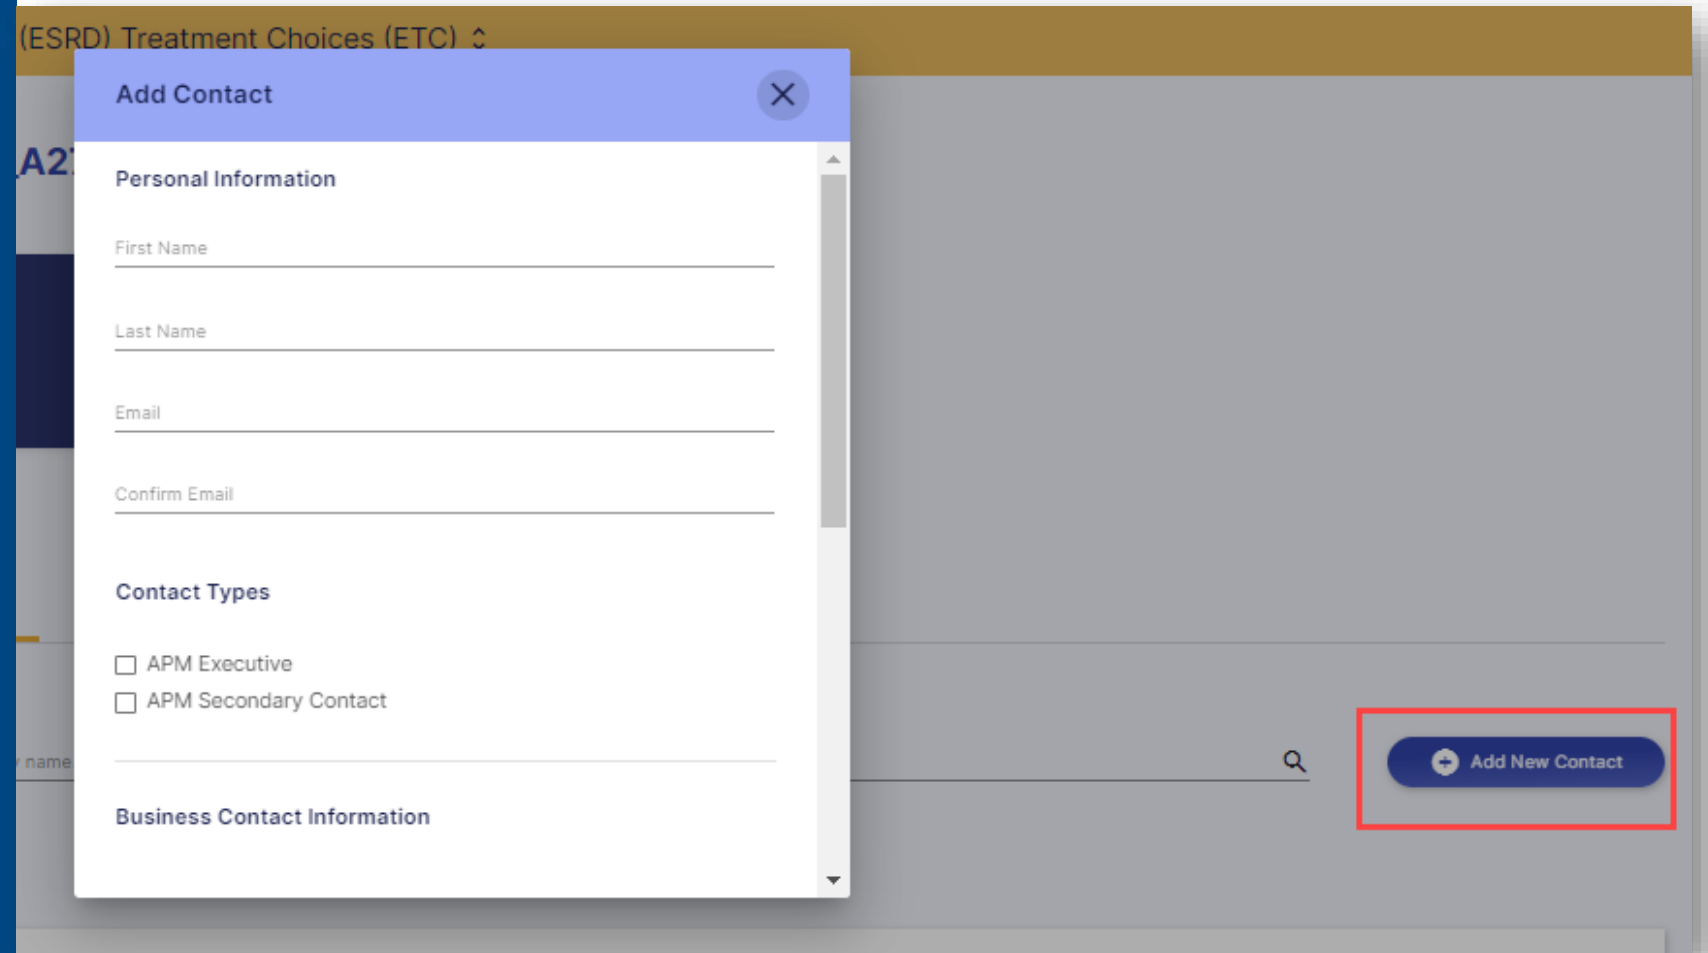 (ESRD) Treatment Choices (ETC)
Add Contact
Personal Information
First Name
Last Name
Email
Confirm Email
Contact Types
APM Executive
APM Secondary Contact
name
Add New Contact
Business Contact Information